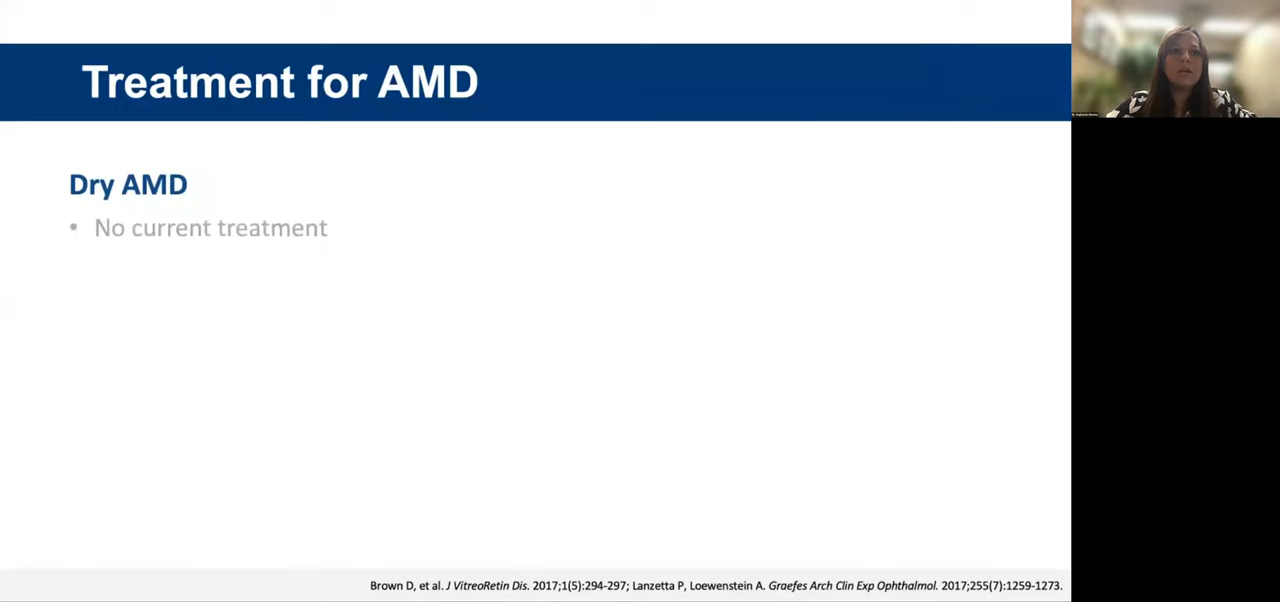 Treatment for AMD
Dry AMD
• No current treatment
Brown D, et al. J VitreoRetin Dis. 2017;1(5):294-297; Lanzetta P, Loewenstein A. Graefes Arch Clin Exp Ophthalmol. 2017;255(7):1259-1273.